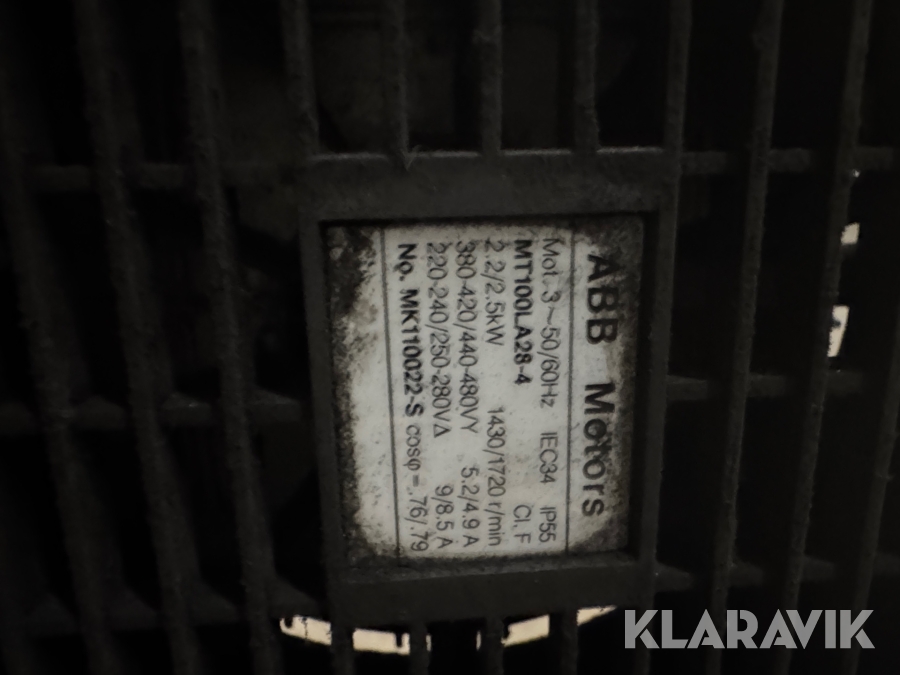 ABB Motors
Mot. 3~50/60Hz IEC34 IP55
MT100LA28-4 Cl. F
2.2/2.5kW 1430/1720 r/min
380-420/440-480VY 5.2/4.9 A
220-240/250-280VΔ 9/8.5 A
No. MK110022-S cosφ=.76/.79
KLARAVIK